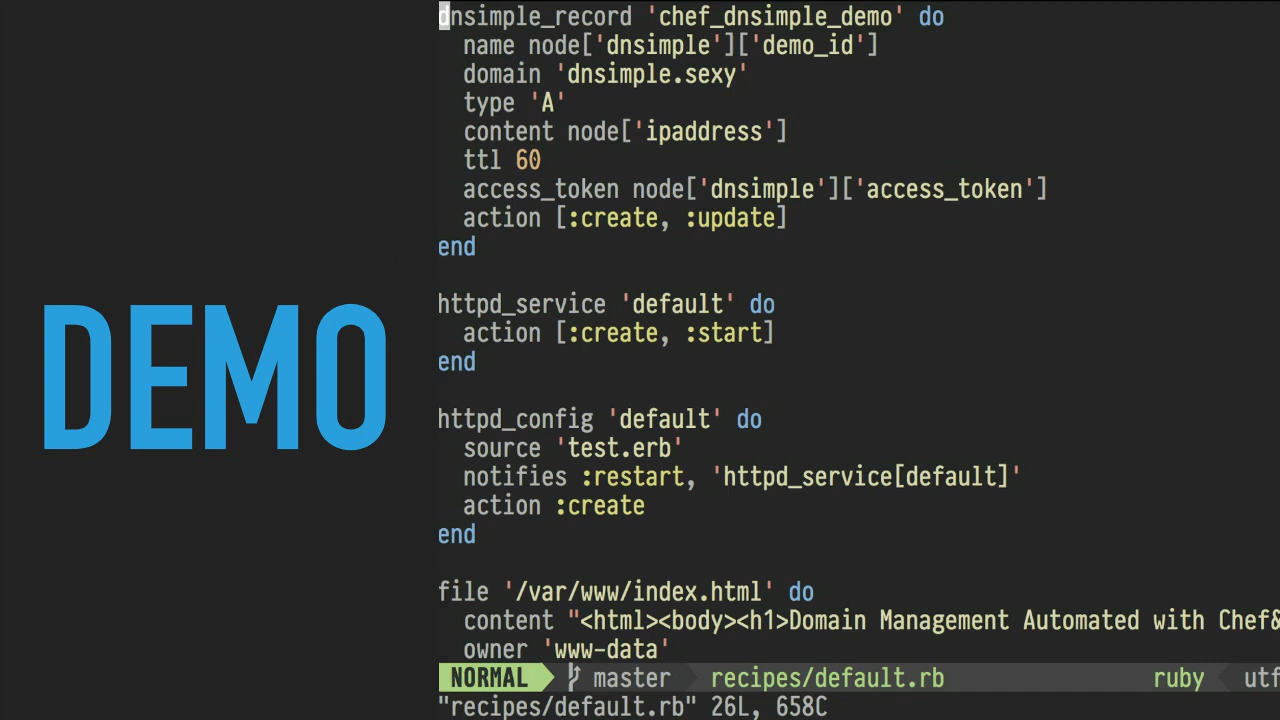 DEMO
dnsimple_record 'chef_dnsimple_demo' do
  name node['dnsimple']['demo_id']
  domain 'dnsimple.sexy'
  type 'A'
  content node['ipaddress']
  ttl 60
  access_token node['dnsimple']['access_token']
  action [:create, :update]
end
httpd_service 'default' do
  action [:create, :start]
end
httpd_config 'default' do
  source 'test.erb'
  notifies :restart, 'httpd_service[default]'
  action :create
end
file '/var/www/index.html' do
  content "<html><body><h1>Domain Management Automated with Chef&
  owner 'www-data'
NORMAL master recipes/default.rb ruby utf
"recipes/default.rb" 26L, 658C